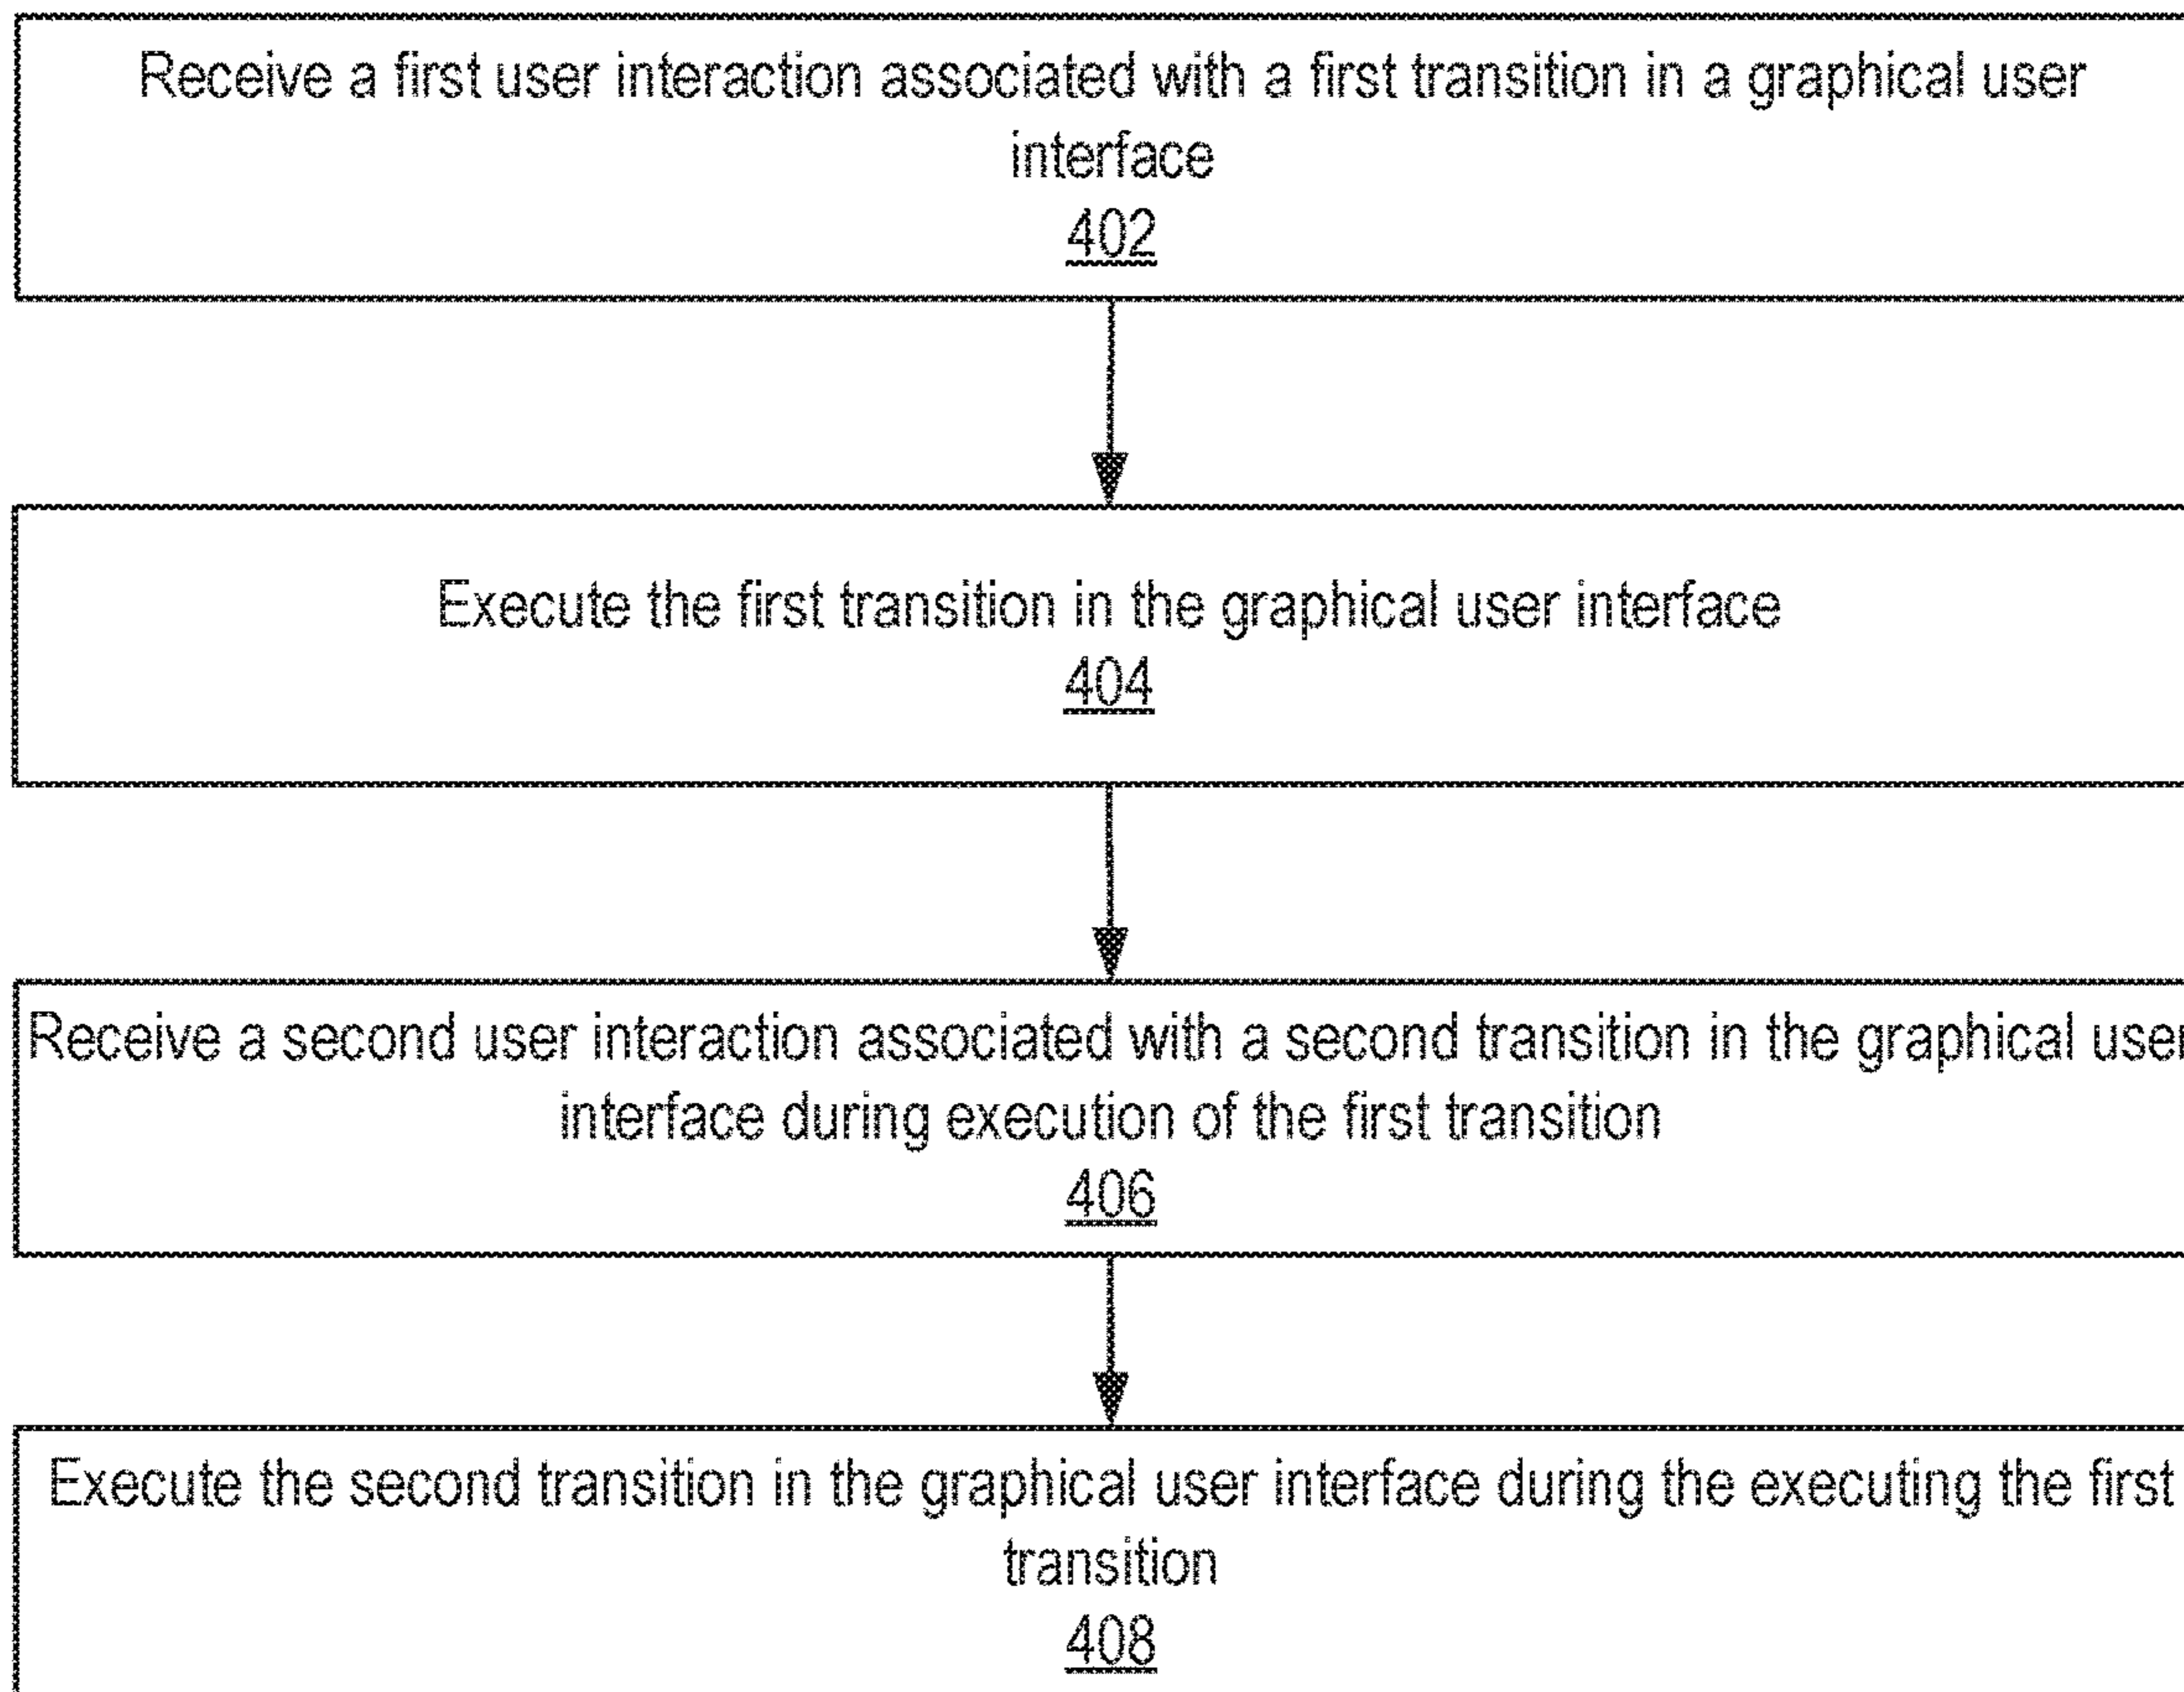 Receive a first user interaction associated with a first transition in a graphical user
interface
402
Execute the first transition in the graphical user interface
404
Receive a second user interaction associated with a second transition in the graphical user
interface during execution of the first transition
406
Execute the second transition in the graphical user interface during the executing the first
transition
408